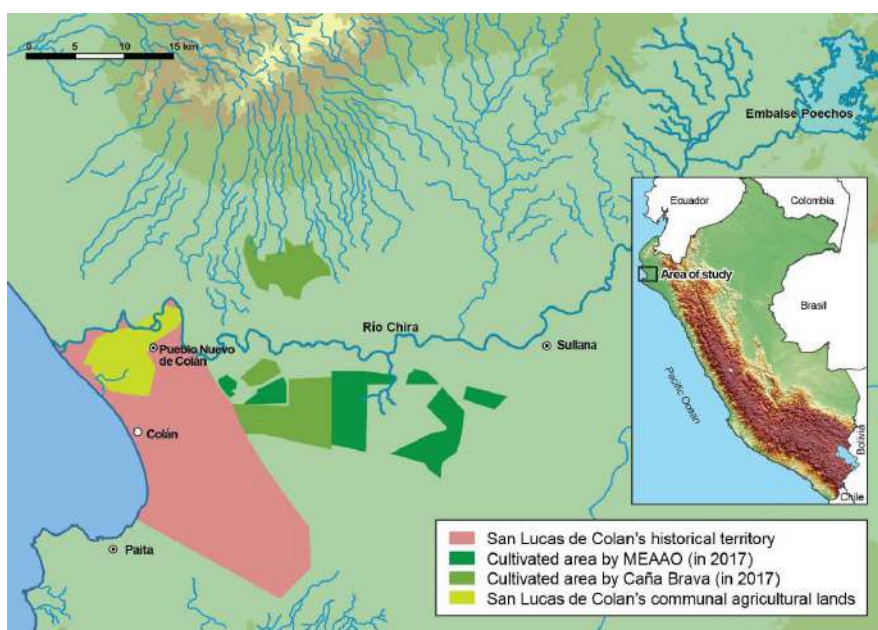 0 5 10 15 km
Embalse Poechos
Ecuador
Colombia
Area of study
Brasil
Río Chira
Sullana
Pueblo Nuevo
de Colán
Pacific Ocean
Colán
Bolivia
Chile
Paita
San Lucas de Colan's historical territory
Cultivated area by MEAAO (in 2017)
Cultivated area by Caña Brava (in 2017)
San Lucas de Colan's communal agricultural lands